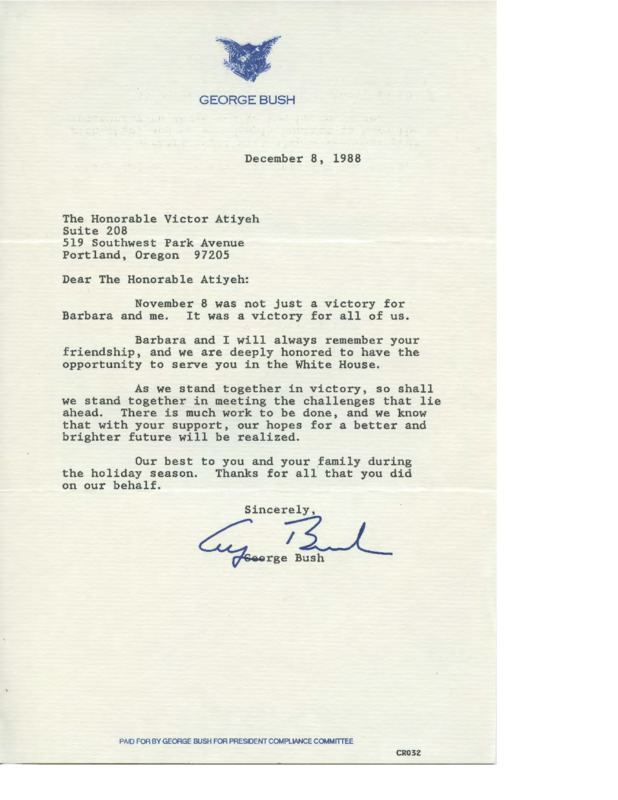 GEORGE BUSH
December 8, 1988
The Honorable Victor Atiyeh
Suite 208
519 Southwest Park Avenue
Portland, Oregon 97205
Dear The Honorable Atiyeh:
November 8 was not just a victory for
Barbara and me. It was a victory for all of us.
Barbara and I will always remember your
friendship, and we are deeply honored to have the
opportunity to serve you in the White House.
As we stand together in victory, so shall
we stand together in meeting the challenges that lie
ahead. There is much work to be done, and we know
that with your support, our hopes for a better and
brighter future will be realized.
Our best to you and your family during
the holiday season. Thanks for all that you did
on our behalf.
Sincerely,
George Bush
PAID FOR BY GEORGE BUSH FOR PRESIDENT COMPLIANCE COMMITTEE
CR032